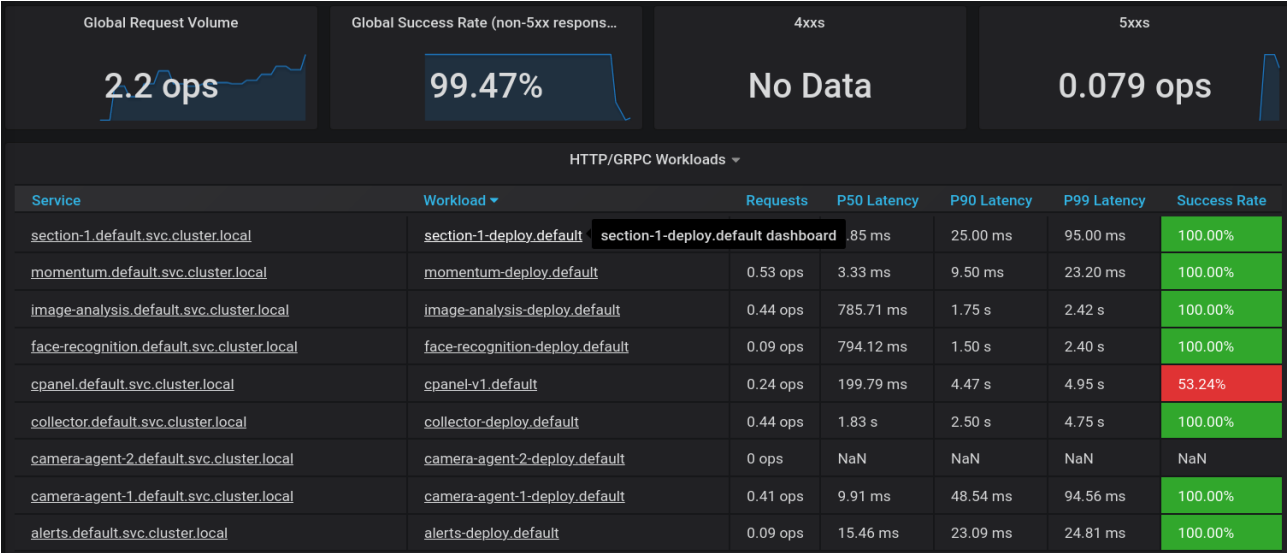 Global Request Volume
2.2 ops
Global Success Rate (non-5xx respons...
99.47%
4xxs
No Data
5xxs
0.079 ops
HTTP/GRPC Workloads
Service Workload Requests P50 Latency P90 Latency P99 Latency Success Rate
section-1.default.svc.cluster.local section-1-deploy.default section-1-deploy.default dashboard .85 ms 25.00 ms 95.00 ms 100.00%
momentum.default.svc.cluster.local momentum-deploy.default 0.53 ops 3.33 ms 9.50 ms 23.20 ms 100.00%
image-analysis.default.svc.cluster.local image-analysis-deploy.default 0.44 ops 785.71 ms 1.75 s 2.42 s 100.00%
face-recognition.default.svc.cluster.local face-recognition-deploy.default 0.09 ops 794.12 ms 1.50 s 2.40 s 100.00%
cpanel.default.svc.cluster.local cpanel-v1.default 0.24 ops 199.79 ms 4.47 s 4.95 s 53.24%
collector.default.svc.cluster.local collector-deploy.default 0.44 ops 1.83 s 2.50 s 4.75 s 100.00%
camera-agent-2.default.svc.cluster.local camera-agent-2-deploy.default 0 ops NaN NaN NaN NaN
camera-agent-1.default.svc.cluster.local camera-agent-1-deploy.default 0.41 ops 9.91 ms 48.54 ms 94.56 ms 100.00%
alerts.default.svc.cluster.local alerts-deploy.default 0.09 ops 15.46 ms 23.09 ms 24.81 ms 100.00%